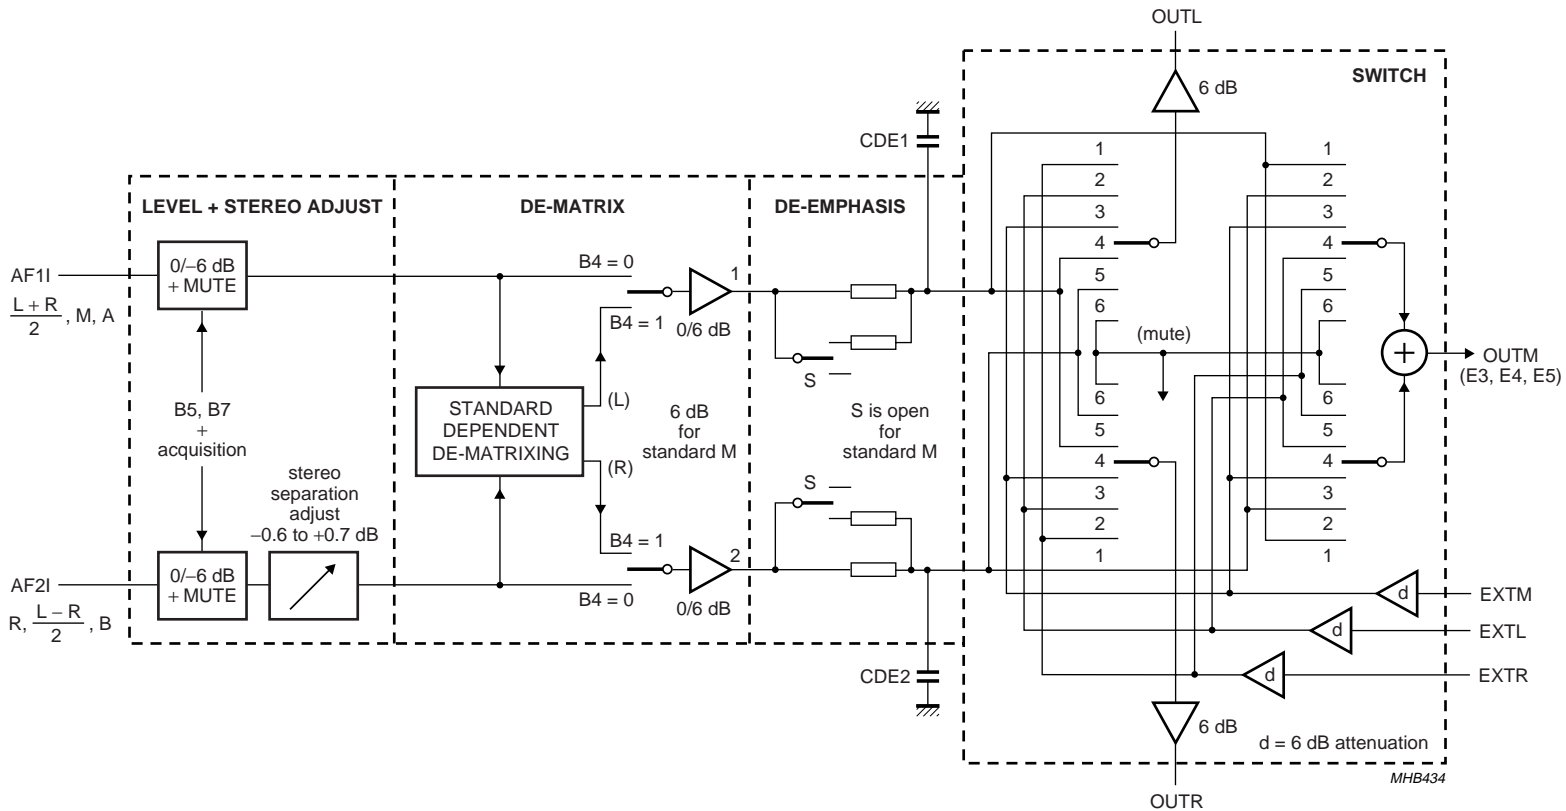 OUTL
SWITCH
6 dB
CDE1
LEVEL + STEREO ADJUST
DE-MATRIX
DE-EMPHASIS
AF1I
L + R
2
, M, A
0/−6 dB
+ MUTE
B4 = 0
B4 = 1
1
0/6 dB
S
B5, B7
+
acquisition
STANDARD
DEPENDENT
DE-MATRIXING
(L)
(R)
6 dB
for
standard M
S is open
for
standard M
stereo
separation
adjust
−0.6 to +0.7 dB
S
AF2I
R,
L − R
2
, B
0/−6 dB
+ MUTE
B4 = 1
B4 = 0
2
0/6 dB
CDE2
1
2
3
4
5
6
(mute)
6
5
4
3
2
1
1
2
3
4
5
6
6
5
4
3
2
1
+
OUTM
(E3, E4, E5)
d
EXTM
d
EXTL
d
EXTR
6 dB
d = 6 dB attenuation
MHB434
OUTR